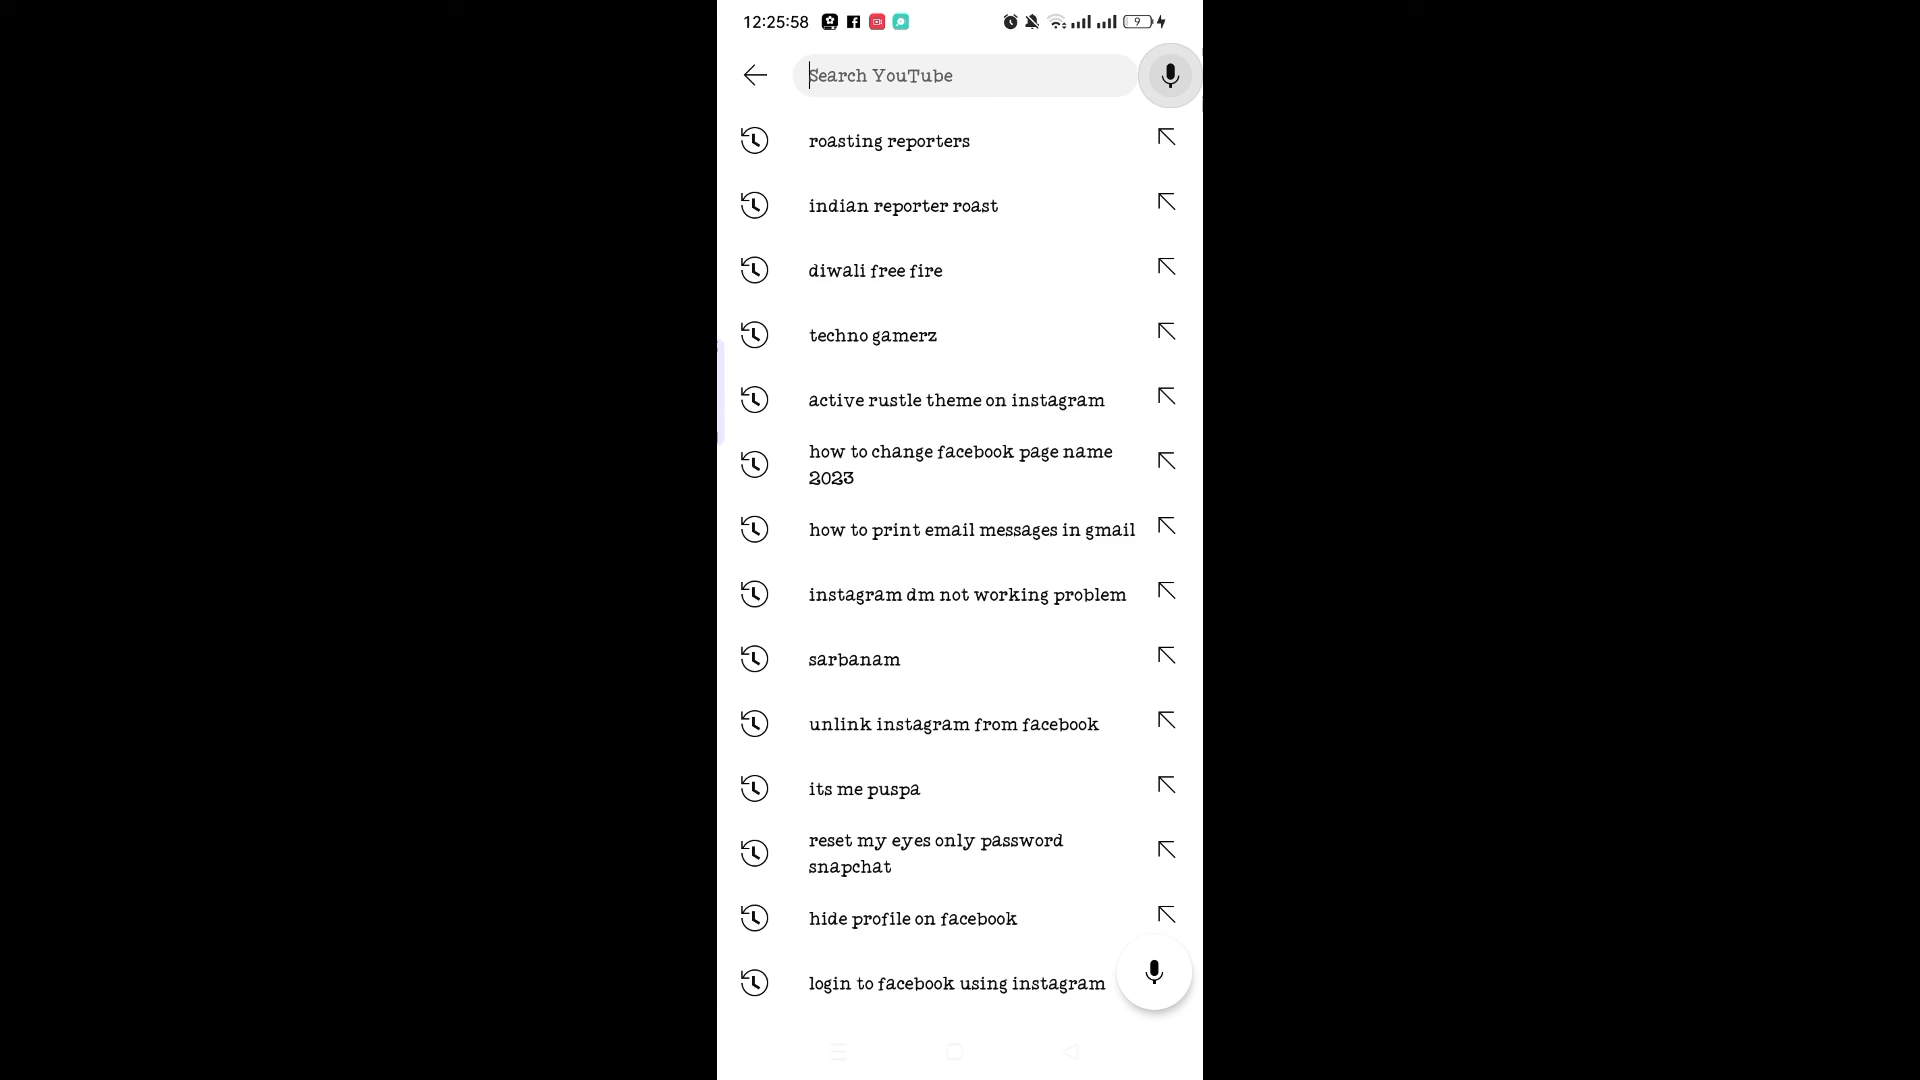 12:25:58
9
Search YouTube
roasting reporters
indian reporter roast
diwali free fire
techno gamerz
active rustle theme on instagram
how to change facebook page name
2023
how to print email messages in gmail
instagram dm not working problem
sarbanam
unlink instagram from facebook
its me puspa
reset my eyes only password
snapchat
hide profile on facebook
login to facebook using instagram